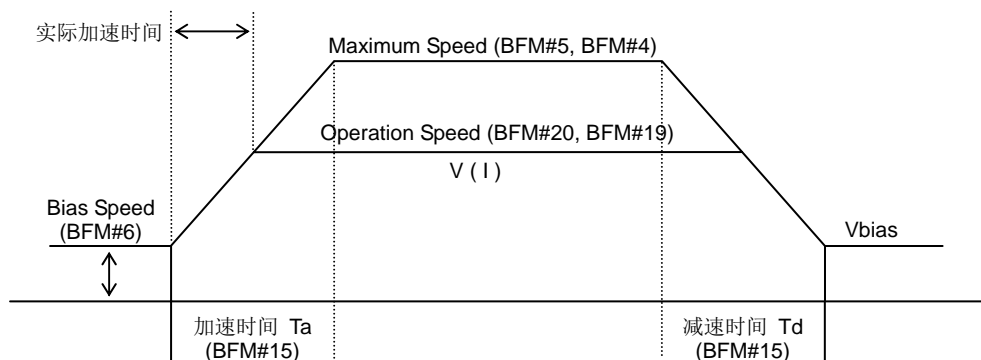 实际加速时间
Maximum Speed (BFM#5, BFM#4)
Operation Speed (BFM#20, BFM#19)
V ( I )
Bias Speed
(BFM#6)
Vbias
加速时间 Ta
(BFM#15)
减速时间 Td
(BFM#15)